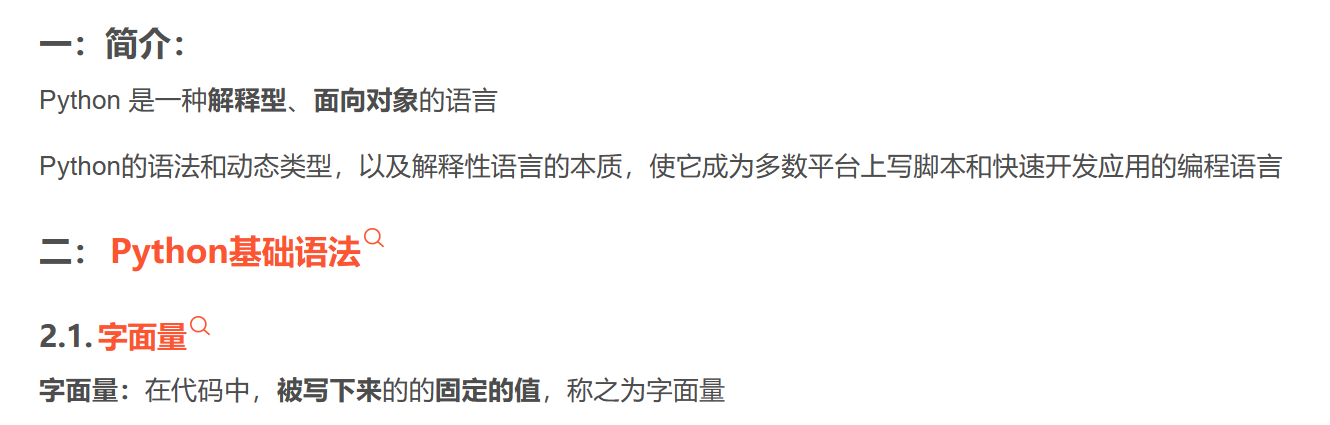 一：简介：
Python 是一种解释型、面向对象的语言
Python的语法和动态类型，以及解释性语言的本质，使它成为多数平台上写脚本和快速开发应用的编程语言
二： Python基础语法
2.1.字面量
字面量：在代码中，被写下来的的固定的值，称之为字面量